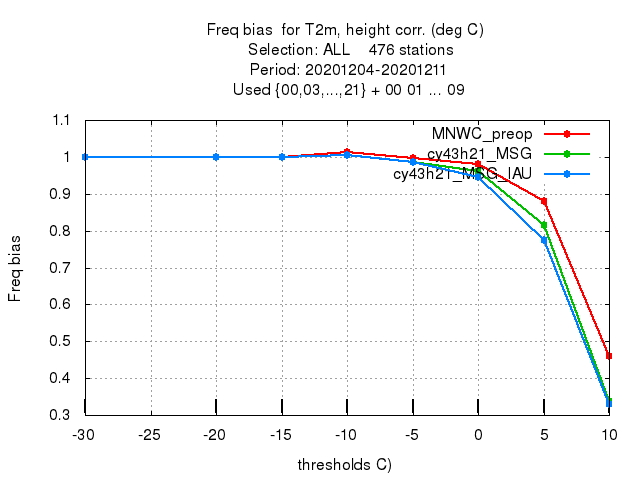 Freq bias  for T2m, height corr. (deg C)
Selection: ALL    476 stations
Period: 20201204-20201211
Used {00,03,...,21} + 00 01 ... 09
MNWC_preop
cy43h21_MSG
cy43h21_MSG_IAU
Freq bias
1.1
1
0.9
0.8
0.7
0.6
0.5
0.4
0.3
-30 -25 -20 -15 -10 -5 0 5 10
thresholds C)